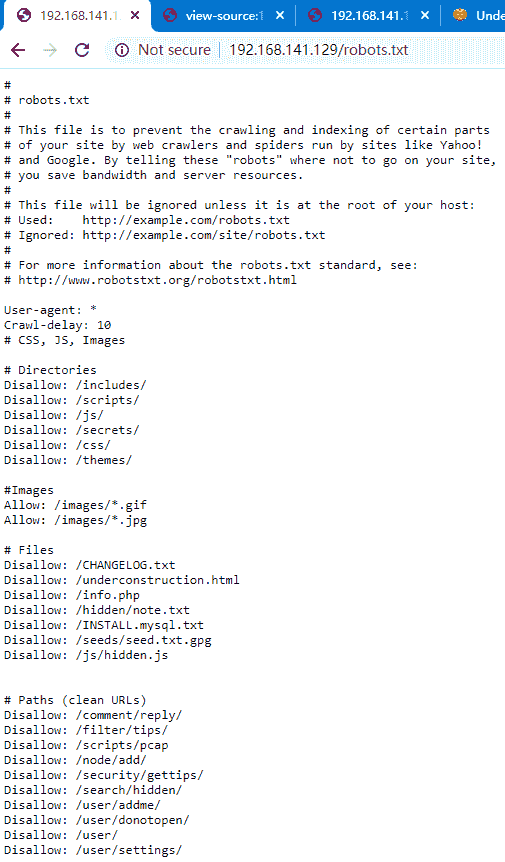 192.168.141.1
view-source:1
192.168.141.1
Unde
Not secure | 192.168.141.129/robots.txt
#
# robots.txt
#
# This file is to prevent the crawling and indexing of certain parts
# of your site by web crawlers and spiders run by sites like Yahoo!
# and Google. By telling these "robots" where not to go on your site,
# you save bandwidth and server resources.
#
# This file will be ignored unless it is at the root of your host:
# Used:    http://example.com/robots.txt
# Ignored: http://example.com/site/robots.txt
#
# For more information about the robots.txt standard, see:
# http://www.robotstxt.org/robotstxt.html
User-agent: *
Crawl-delay: 10
# CSS, JS, Images
# Directories
Disallow: /includes/
Disallow: /scripts/
Disallow: /js/
Disallow: /secrets/
Disallow: /css/
Disallow: /themes/
#Images
Allow: /images/*.gif
Allow: /images/*.jpg
# Files
Disallow: /CHANGELOG.txt
Disallow: /underconstruction.html
Disallow: /info.php
Disallow: /hidden/note.txt
Disallow: /INSTALL.mysql.txt
Disallow: /seeds/seed.txt.gpg
Disallow: /js/hidden.js
# Paths (clean URLs)
Disallow: /comment/reply/
Disallow: /filter/tips/
Disallow: /scripts/pcap
Disallow: /node/add/
Disallow: /security/gettips/
Disallow: /search/hidden/
Disallow: /user/addme/
Disallow: /user/donotopen/
Disallow: /user/
Disallow: /user/settings/